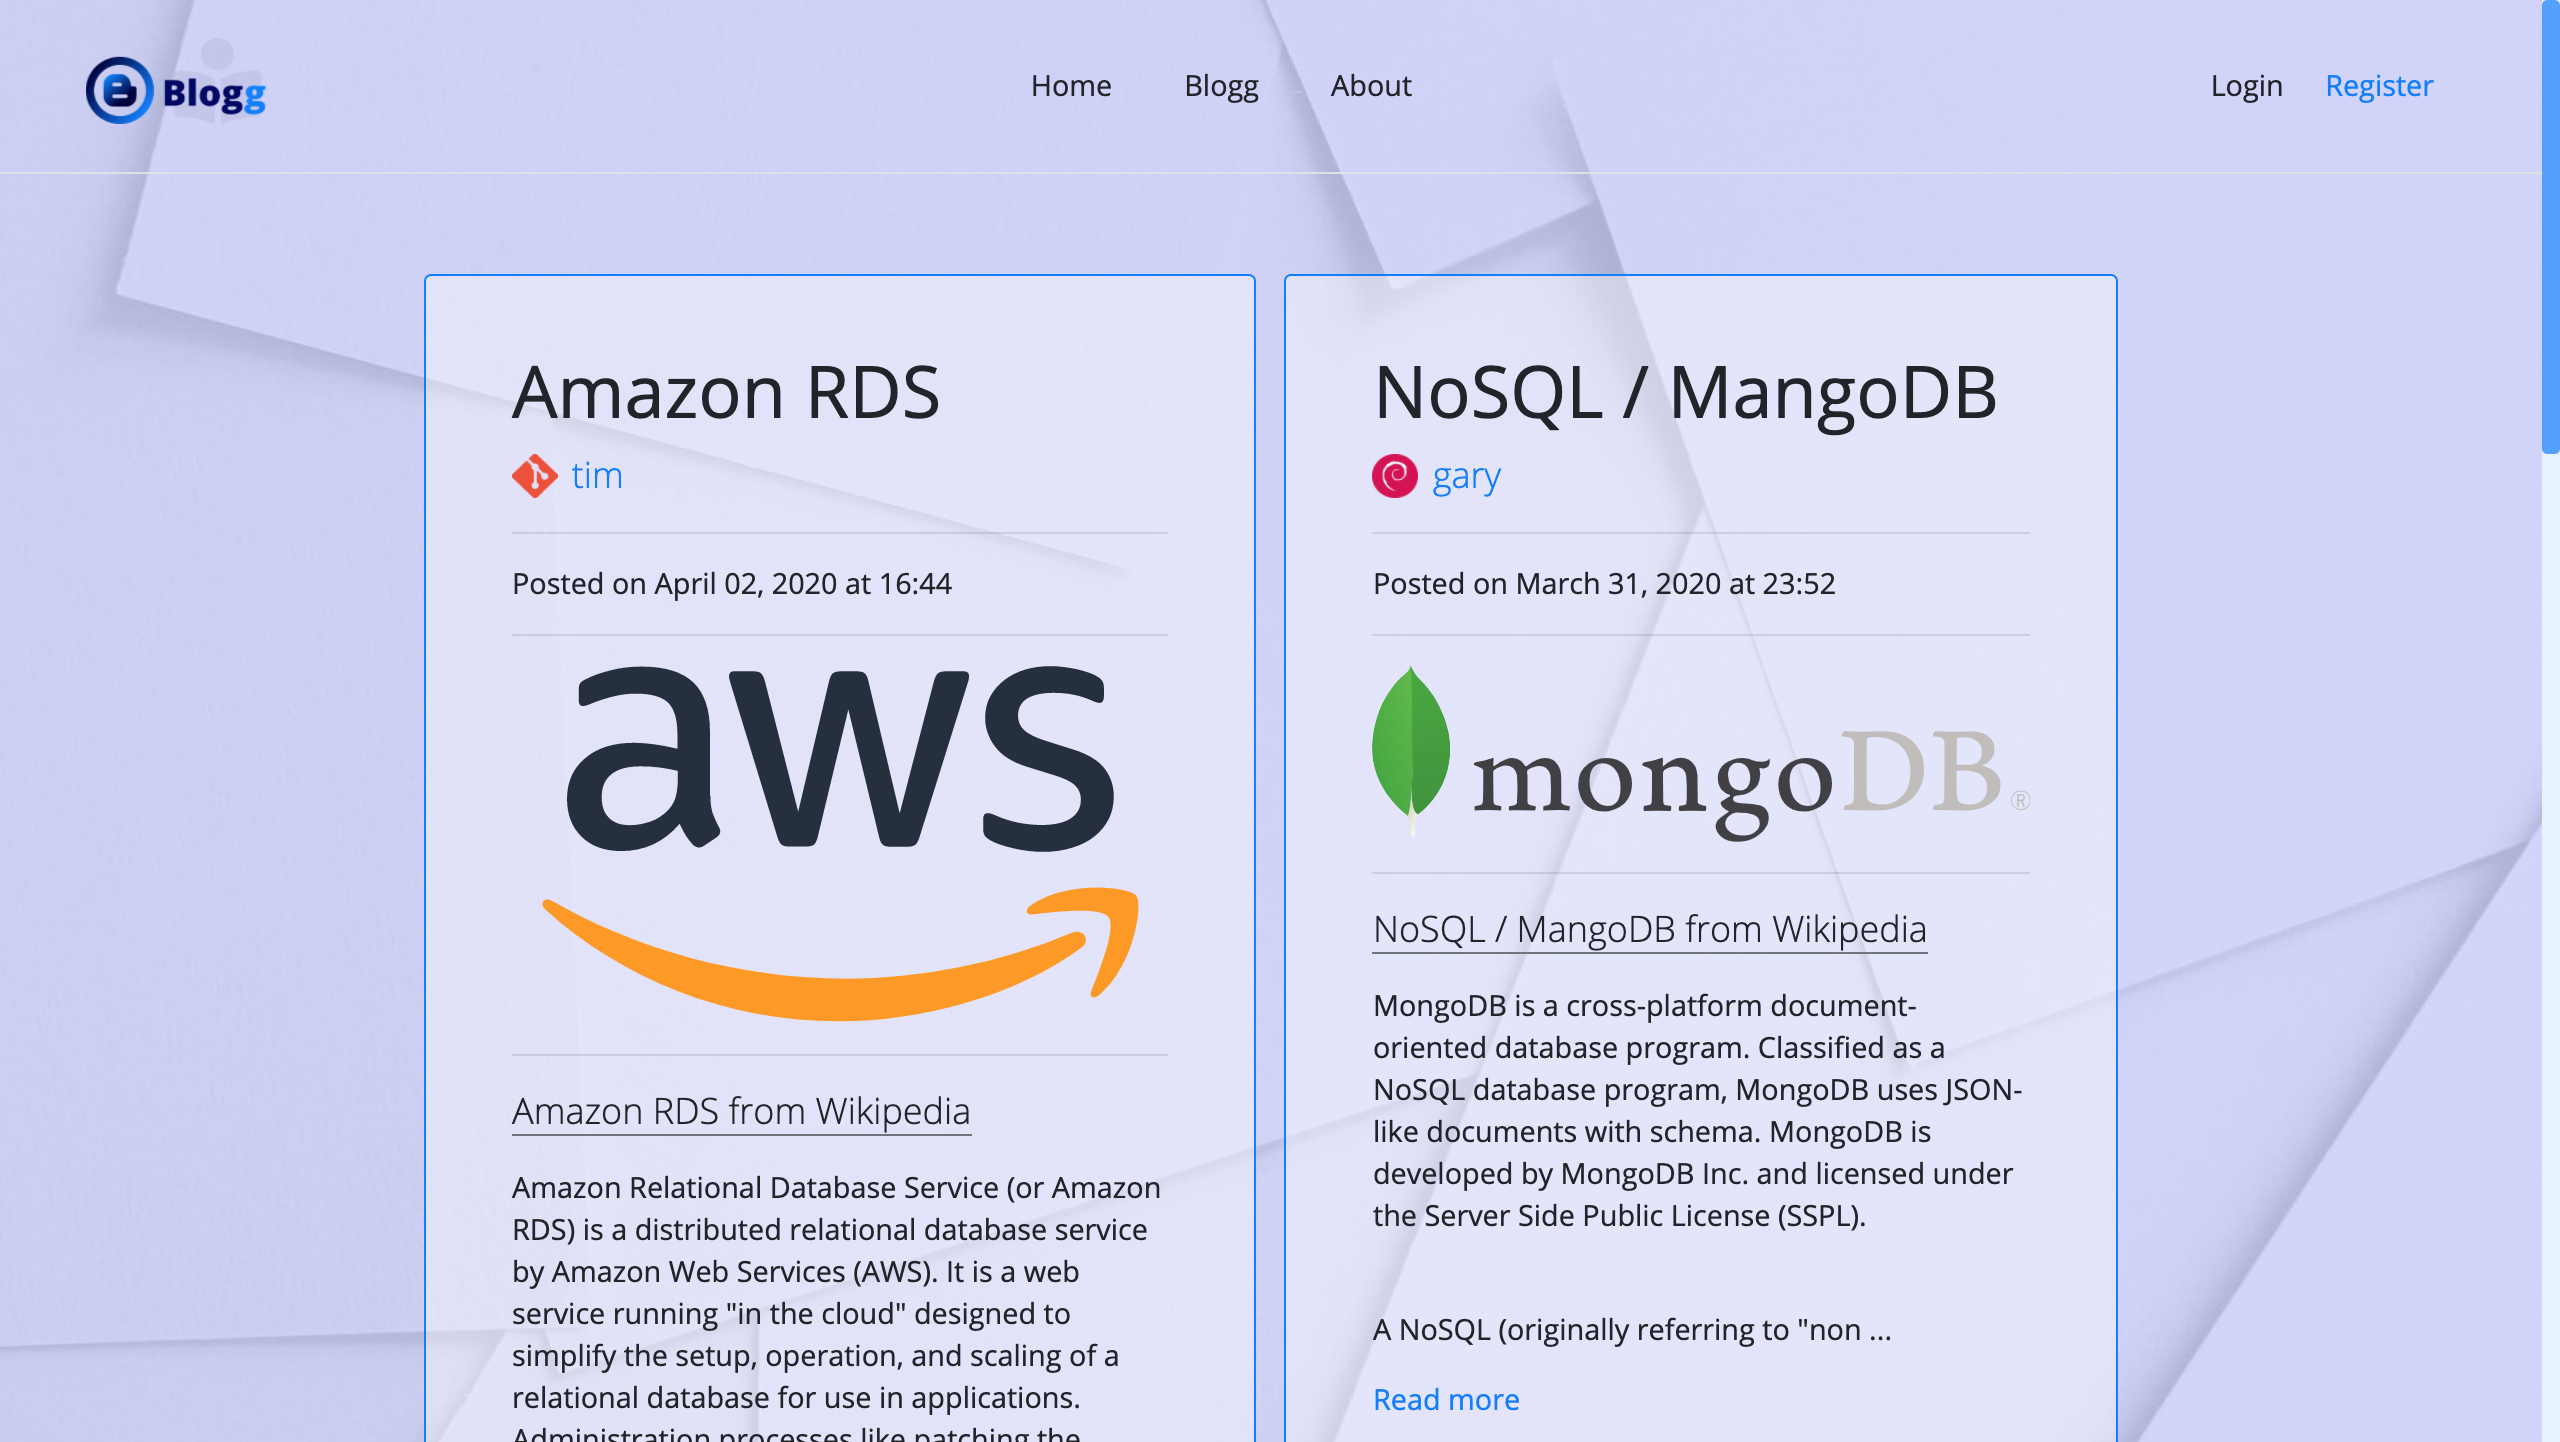 Blogg
Home
Blogg
About
Login
Register
Amazon RDS
tim
Posted on April 02, 2020 at 16:44
aws
Amazon RDS from Wikipedia
Amazon Relational Database Service (or Amazon
RDS) is a distributed relational database service
by Amazon Web Services (AWS). It is a web
service running "in the cloud" designed to
simplify the setup, operation, and scaling of a
relational database for use in applications.
Administration processes like patching the
NoSQL / MangoDB
gary
Posted on March 31, 2020 at 23:52
mongoDB®
NoSQL / MangoDB from Wikipedia
MongoDB is a cross-platform document-
oriented database program. Classified as a
NoSQL database program, MongoDB uses JSON-
like documents with schema. MongoDB is
developed by MongoDB Inc. and licensed under
the Server Side Public License (SSPL).
A NoSQL (originally referring to "non ...
Read more